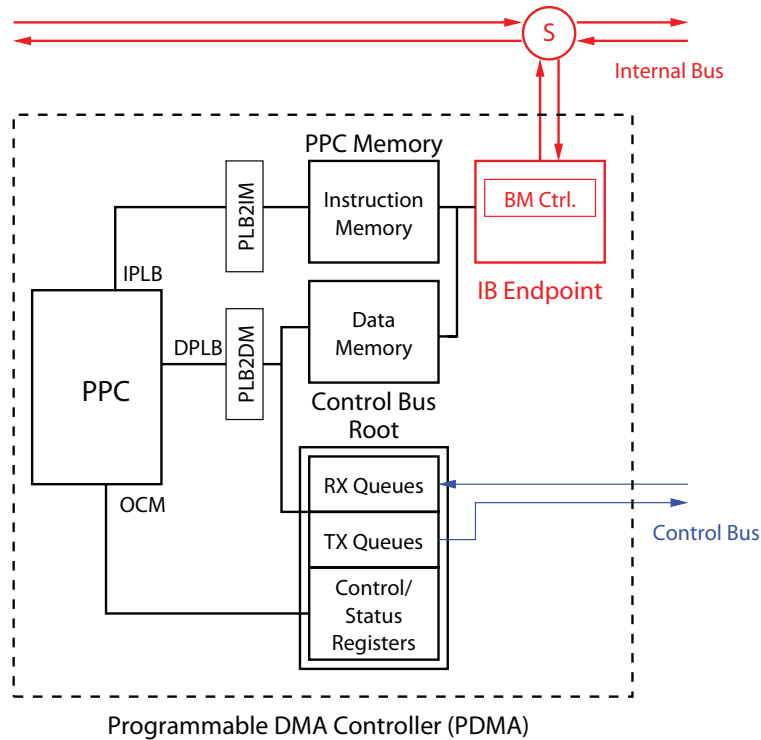 S
Internal Bus
PPC Memory
PLB2IM
Instruction
Memory
BM Ctrl.
IB Endpoint
IPLB
DPLB
PLB2DM
Data
Memory
PPC
Control Bus
Root
RX Queues
OCM
TX Queues
Control Bus
Control/
Status
Registers
Programmable DMA Controller (PDMA)